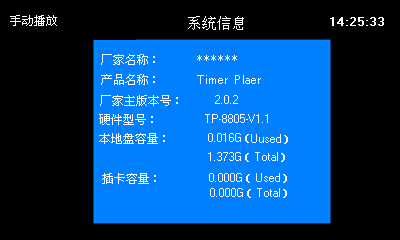 手动播放 系统信息 14:25:33
厂家名称： ******
产品名称： Timer Plaer
厂家主版本号： 2.0.2
硬件型号： TP-8805-V1.1
本地盘容量： 0.016G (Uused)
1.373G ( Total)
插卡容量： 0.000G ( Used)
0.000G ( Total)